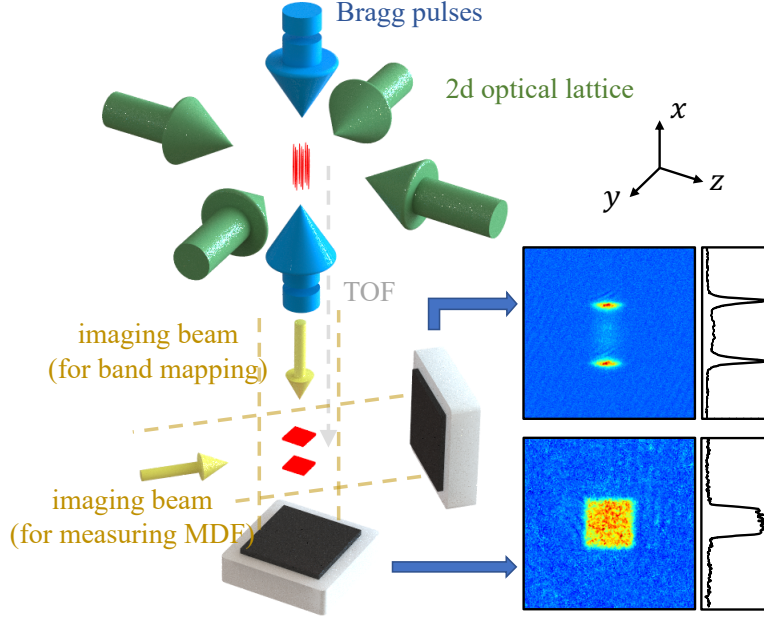 Bragg pulses
2d optical lattice
x
y
z
TOF
imaging beam
(for band mapping)
imaging beam
(for measuring MDF)